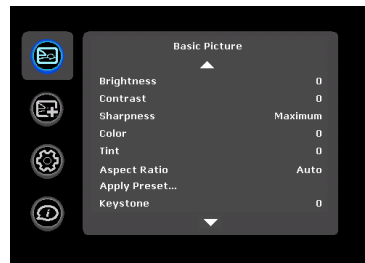 Basic Picture
Brightness 0
Contrast 0
Sharpness Maximum
Color 0
Tint 0
Aspect Ratio Auto
Apply Preset...
Keystone 0